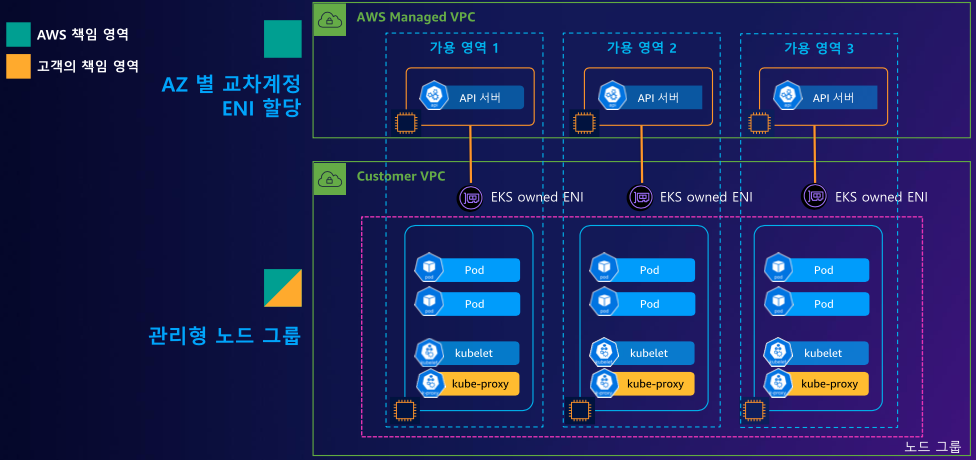 AWS 책임 영역
고객의 책임 영역
AZ 별 교차계정
ENI 할당
관리형 노드 그룹
AWS Managed VPC
가용 영역 1
가용 영역 2
가용 영역 3
API 서버
API 서버
API 서버
Customer VPC
EKS owned ENI
EKS owned ENI
EKS owned ENI
Pod
Pod
Pod
Pod
Pod
Pod
kubelet
kubelet
kubelet
kube-proxy
kube-proxy
kube-proxy
노드 그룹